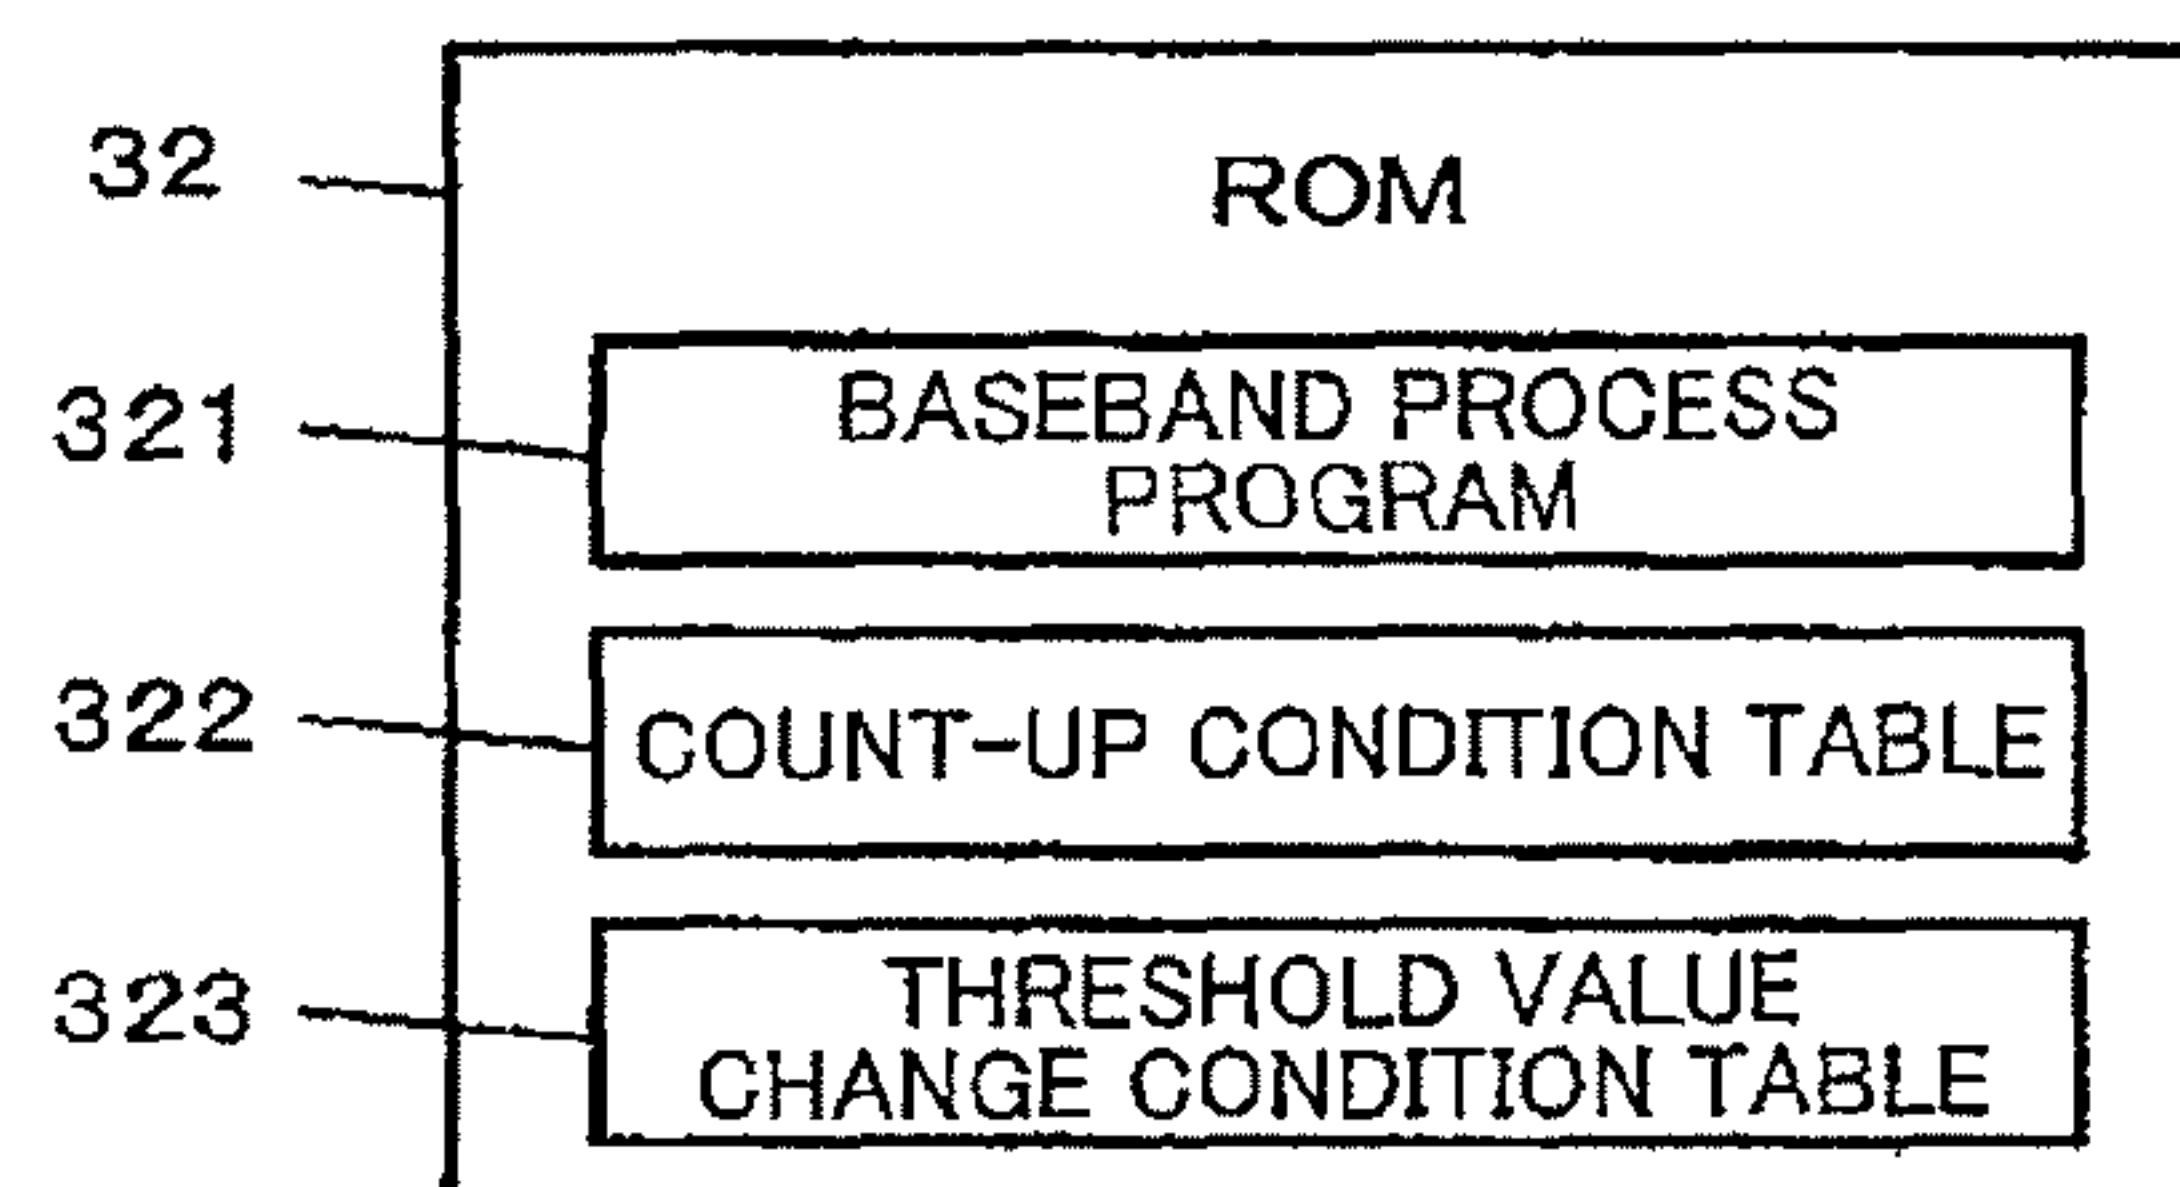 32
ROM
321
BASEBAND PROCESS
PROGRAM
322
COUNT-UP CONDITION TABLE
323
THRESHOLD VALUE
CHANGE CONDITION TABLE